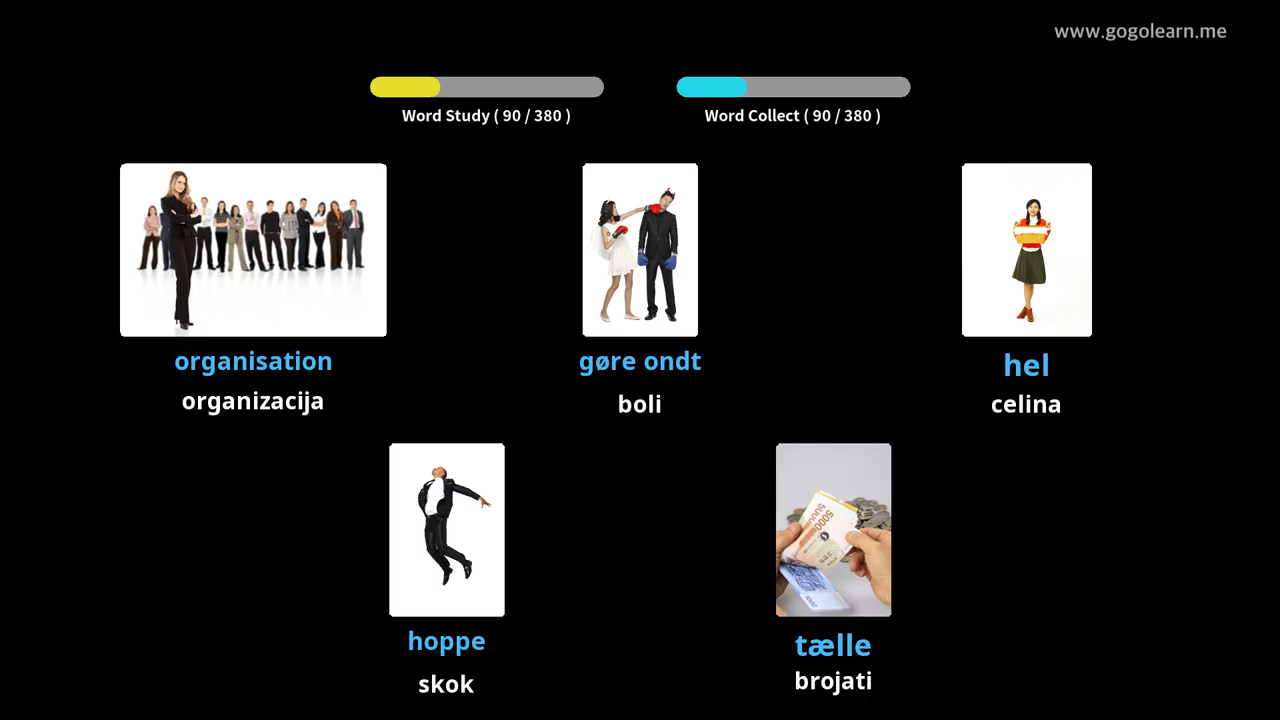 www.gogolearn.me
Word Study ( 90 / 380 )
Word Collect ( 90 / 380 )
organisation
organizacija
gøre ondt
boli
hel
celina
hoppe
skok
tælle
brojati